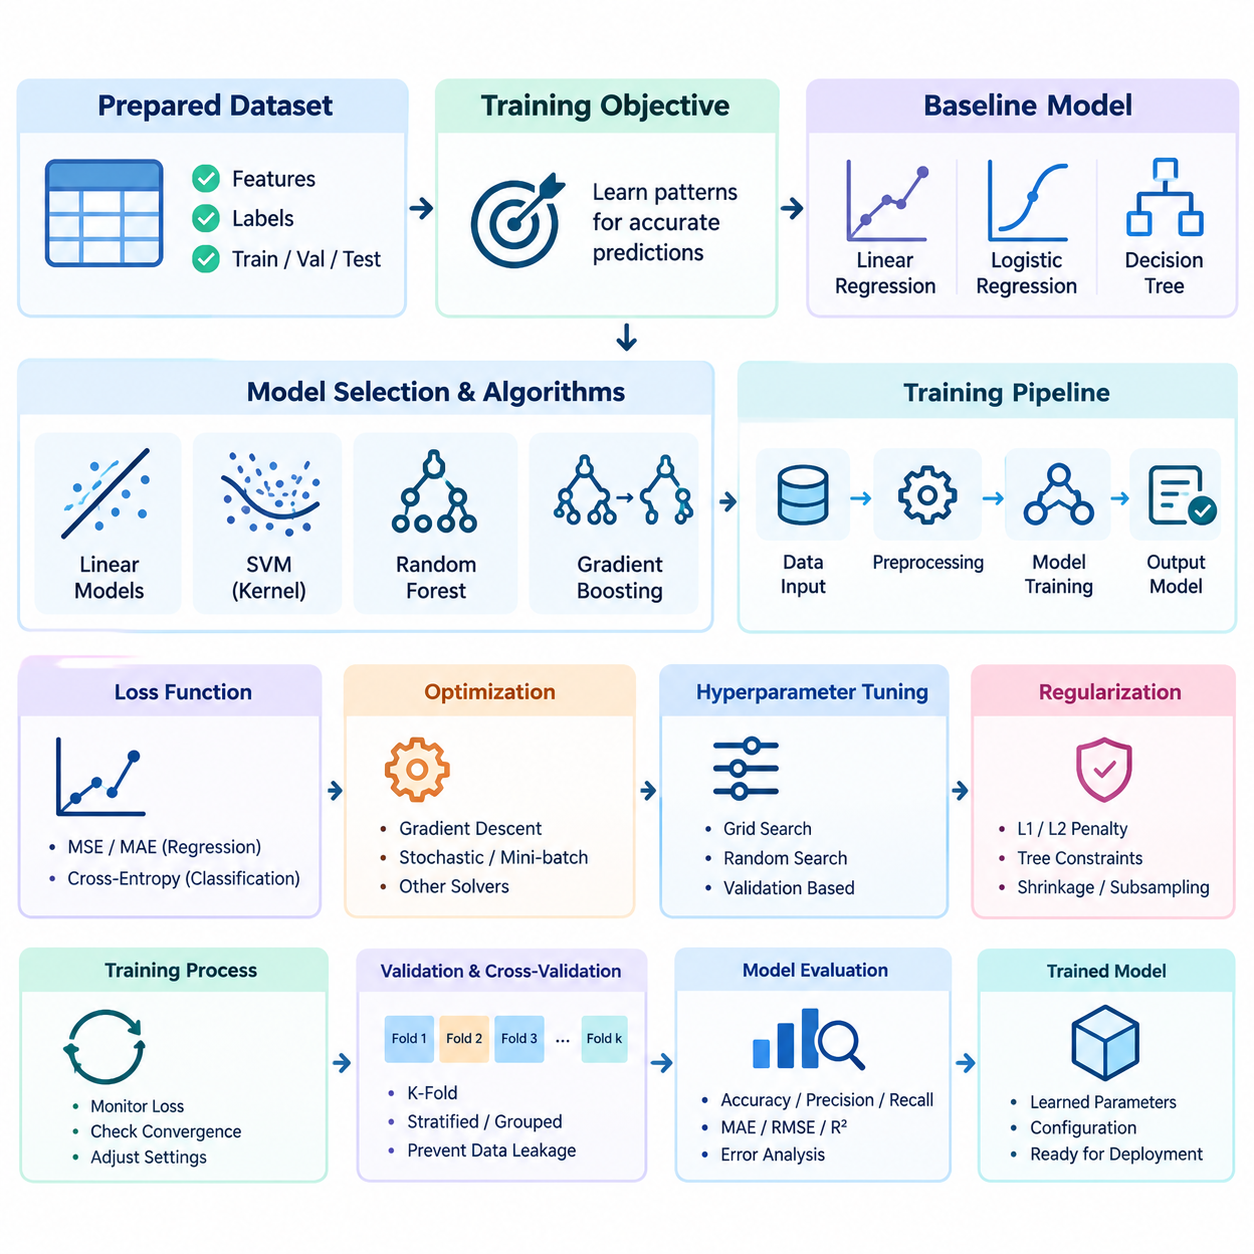 Prepared Dataset
Features
Labels
Train / Val / Test
Training Objective
Learn patterns
for accurate
predictions
Baseline Model
Linear
Regression
Logistic
Regression
Decision
Tree
Model Selection & Algorithms
Linear
Models
SVM
(Kernel)
Random
Forest
Gradient
Boosting
Training Pipeline
Data
Input
Preprocessing
Model
Training
Output
Model
Loss Function
• MSE / MAE (Regression)
• Cross-Entropy (Classification)
Optimization
• Gradient Descent
• Stochastic / Mini-batch
• Other Solvers
Hyperparameter Tuning
• Grid Search
• Random Search
• Validation Based
Regularization
• L1 / L2 Penalty
• Tree Constraints
• Shrinkage / Subsampling
Training Process
• Monitor Loss
• Check Convergence
• Adjust Settings
Validation & Cross-Validation
Fold 1 Fold 2 Fold 3 ... Fold k
• K-Fold
• Stratified / Grouped
• Prevent Data Leakage
Model Evaluation
• Accuracy / Precision / Recall
• MAE / RMSE / R²
• Error Analysis
Trained Model
• Learned Parameters
• Configuration
• Ready for Deployment